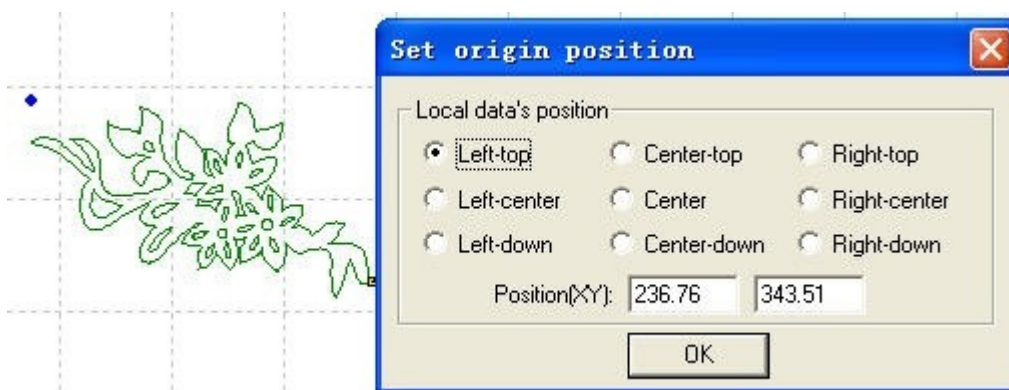 Set origin position
Local data's position
Left-top Center-top Right-top
Left-center Center Right-center
Left-down Center-down Right-down
Position(XY): 236.76 343.51
OK